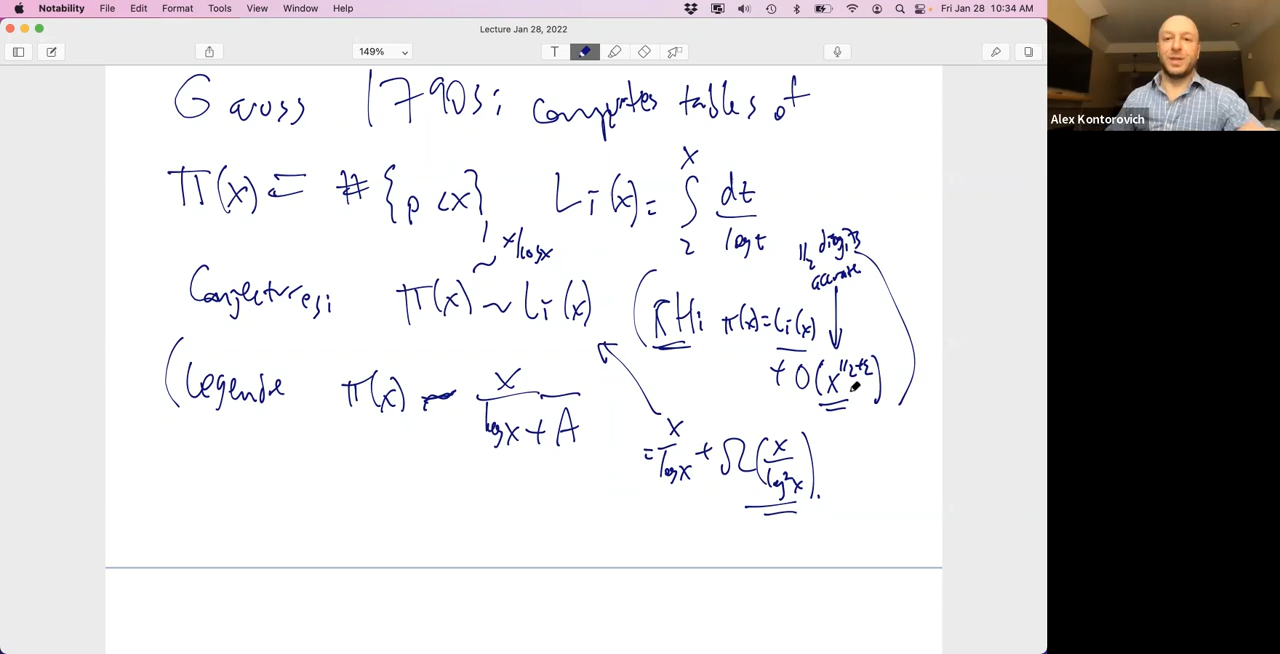 Notability File Edit Format Tools View Window Help Fri Jan 28 10:34 AM
Lecture Jan 28, 2022
149% T
Alex Kontorovich
Gauss 1790s: computes tables of
π(x) = #{p<x} Li(x) = ∫₂ˣ dt/log t
~ x/log x
Conjectures: π(x) ~ Li(x)
1/2 digits accurate
(RH: π(x) = Li(x) + O(x^{1/2+ε}))
(Legendre π(x) ~ x/(log x + A)
= x/log x + Ω(x/log²x).